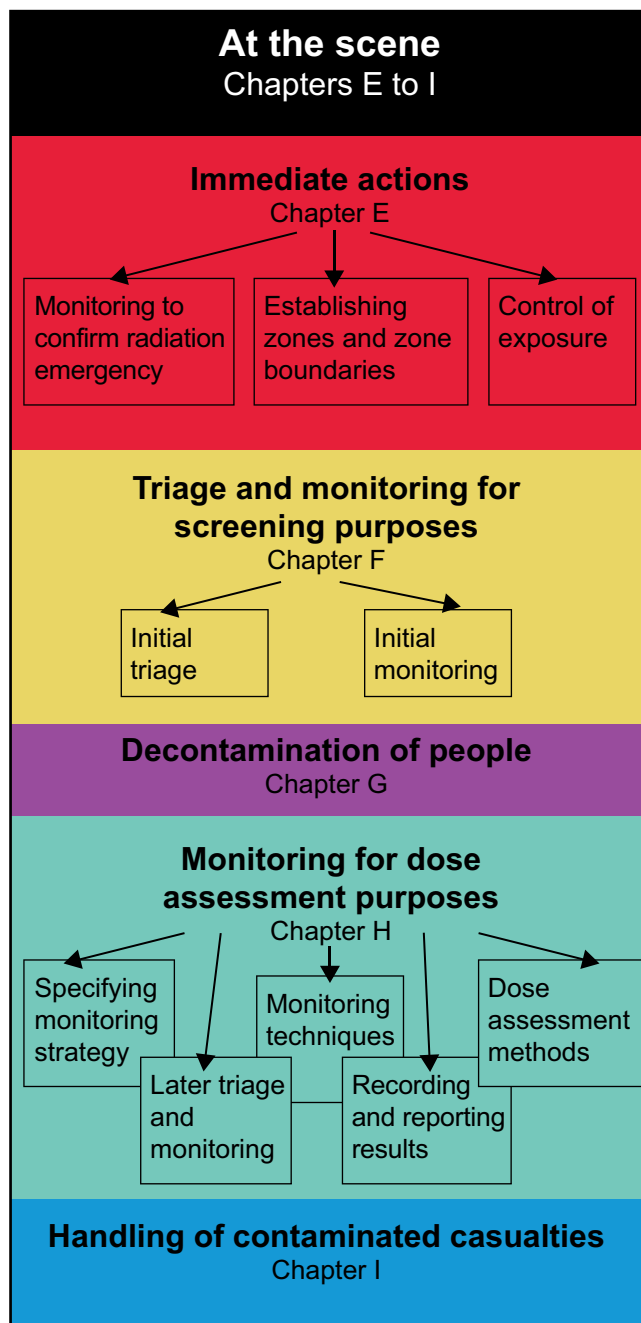 At the scene
Chapters E to I
Immediate actions
Chapter E
Monitoring to
confirm radiation
emergency
Establishing
zones and zone
boundaries
Control of
exposure
Triage and monitoring for
screening purposes
Chapter F
Initial
triage
Initial
monitoring
Decontamination of people
Chapter G
Monitoring for dose
assessment purposes
Chapter H
Specifying
monitoring
strategy
Later triage
and
monitoring
Monitoring
techniques
Recording
and reporting
results
Dose
assessment
methods
Handling of contaminated casualties
Chapter I